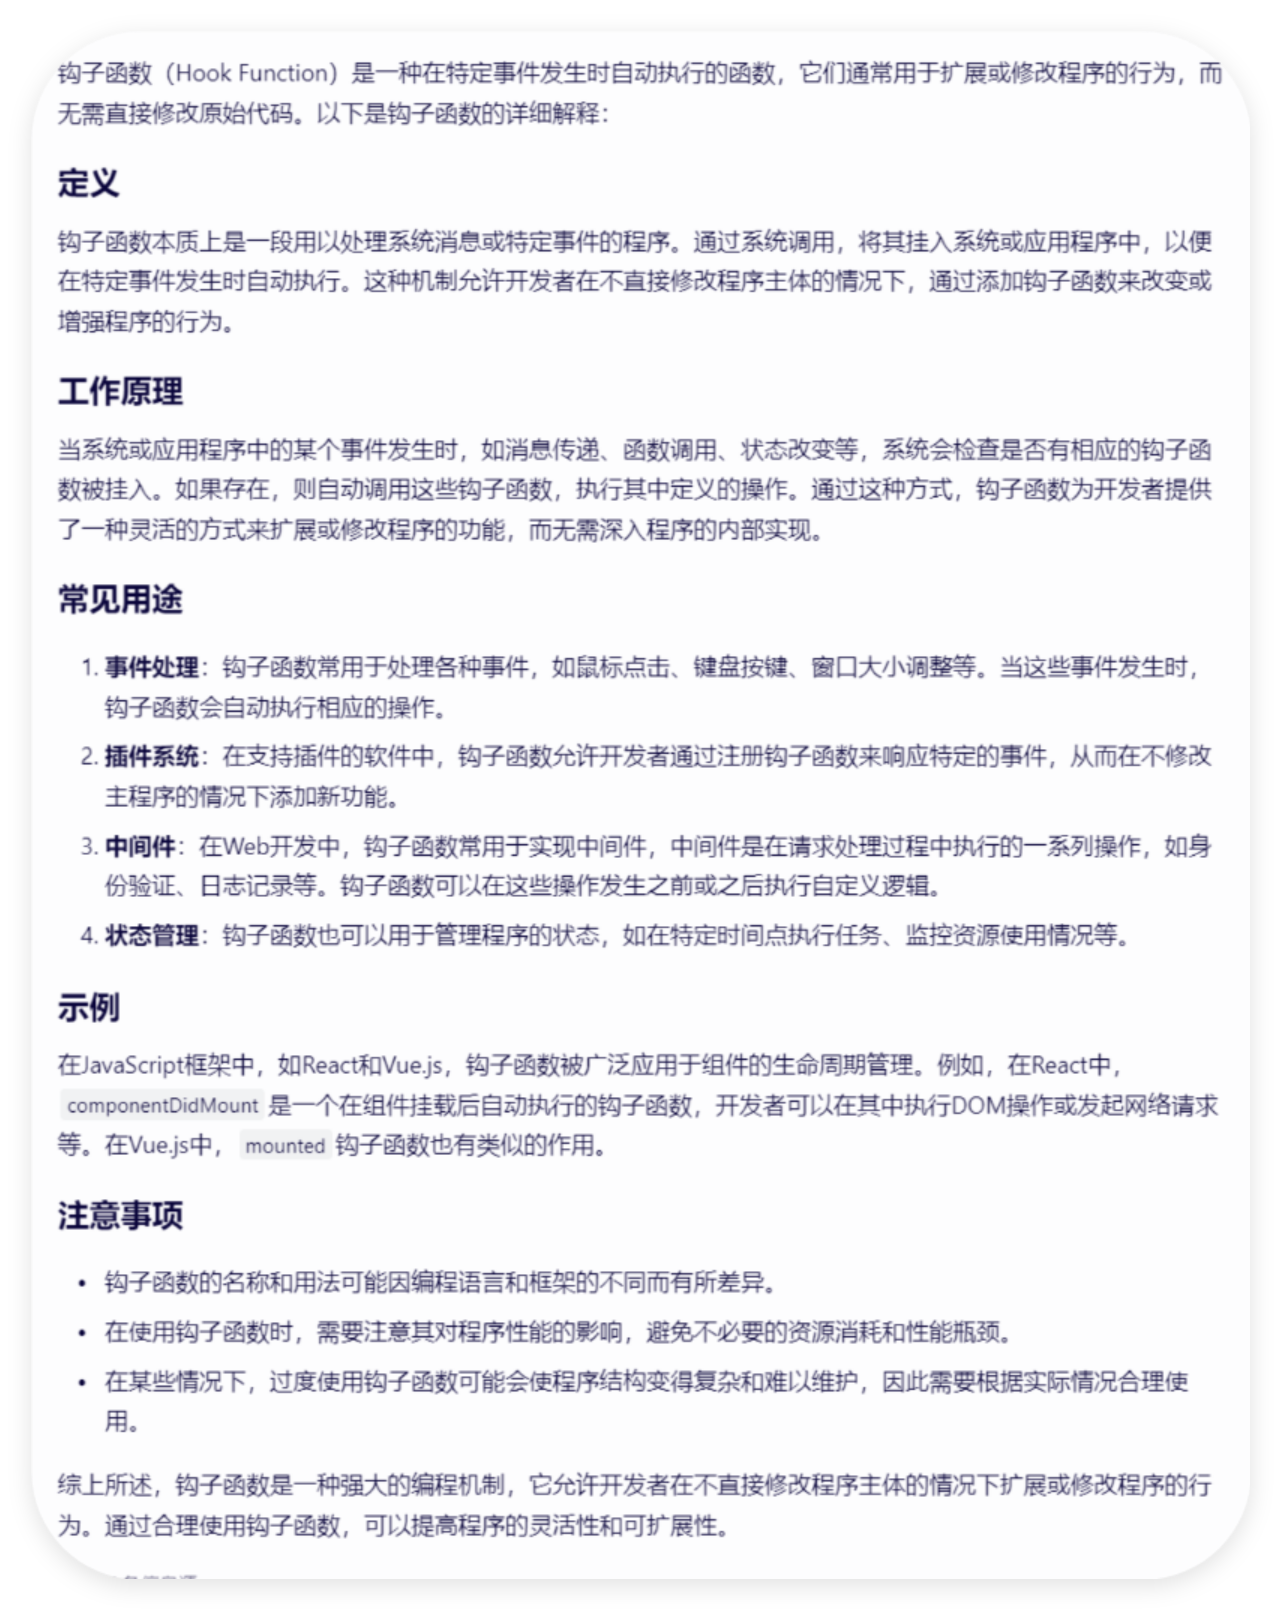 钩子函数（Hook Function）是一种在特定事件发生时自动执行的函数，它们通常用于扩展或修改程序的行为，而
无需直接修改原始代码。以下是钩子函数的详细解释：
定义
钩子函数本质上是一段用以处理系统消息或特定事件的程序。通过系统调用，将其挂入系统或应用程序中，以便
在特定事件发生时自动执行。这种机制允许开发者在不直接修改程序主体的情况下，通过添加钩子函数来改变或
增强程序的行为。
工作原理
当系统或应用程序中的某个事件发生时，如消息传递、函数调用、状态改变等，系统会检查是否有相应的钩子函
数被挂入。如果存在，则自动调用这些钩子函数，执行其中定义的操作。通过这种方式，钩子函数为开发者提供
了一种灵活的方式来扩展或修改程序的功能，而无需深入程序的内部实现。
常见用途
1. 事件处理：钩子函数常用于处理各种事件，如鼠标点击、键盘按键、窗口大小调整等。当这些事件发生时，
钩子函数会自动执行相应的操作。
2. 插件系统：在支持插件的软件中，钩子函数允许开发者通过注册钩子函数来响应特定的事件，从而在不修改
主程序的情况下添加新功能。
3. 中间件：在Web开发中，钩子函数常用于实现中间件，中间件是在请求处理过程中执行的一系列操作，如身
份验证、日志记录等。钩子函数可以在这些操作发生之前或之后执行自定义逻辑。
4. 状态管理：钩子函数也可以用于管理程序的状态，如在特定时间点执行任务、监控资源使用情况等。
示例
在JavaScript框架中，如React和Vue.js，钩子函数被广泛应用于组件的生命周期管理。例如，在React中，
componentDidMount 是一个在组件挂载后自动执行的钩子函数，开发者可以在其中执行DOM操作或发起网络请求
等。在Vue.js中， mounted 钩子函数也有类似的作用。
注意事项
• 钩子函数的名称和用法可能因编程语言和框架的不同而有所差异。
• 在使用钩子函数时，需要注意其对程序性能的影响，避免不必要的资源消耗和性能瓶颈。
• 在某些情况下，过度使用钩子函数可能会使程序结构变得复杂和难以维护，因此需要根据实际情况合理使
用。
综上所述，钩子函数是一种强大的编程机制，它允许开发者在不直接修改程序主体的情况下扩展或修改程序的行
为。通过合理使用钩子函数，可以提高程序的灵活性和可扩展性。